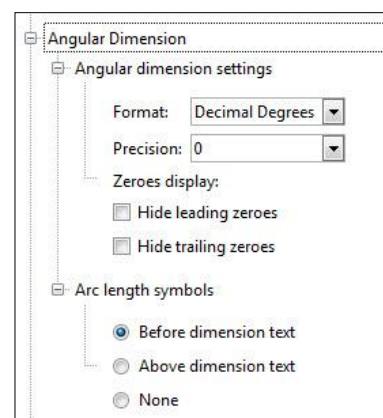 Angular Dimension
Angular dimension settings
Format: Decimal Degrees
Precision: 0
Zeroes display:
Hide leading zeroes
Hide trailing zeroes
Arc length symbols
Before dimension text
Above dimension text
None